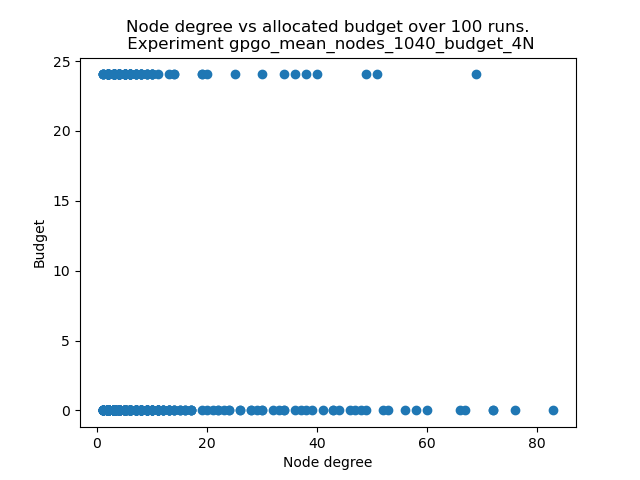 Node degree vs allocated budget over 100 runs.
Experiment gpgo_mean_nodes_1040_budget_4N
25
20
15
10
5
0
Budget
0 20 40 60 80
Node degree